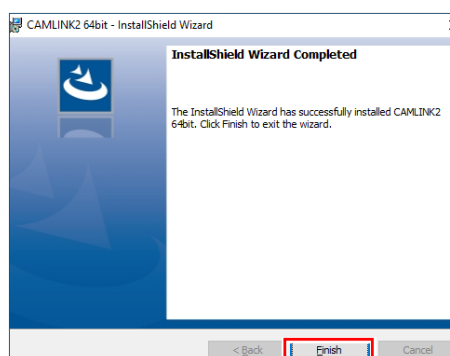 CAMLINK2 64bit - InstallShield Wizard
InstallShield Wizard Completed
The InstallShield Wizard has successfully installed CAMLINK2
64bit. Click Finish to exit the wizard.
< Back
Finish
Cancel